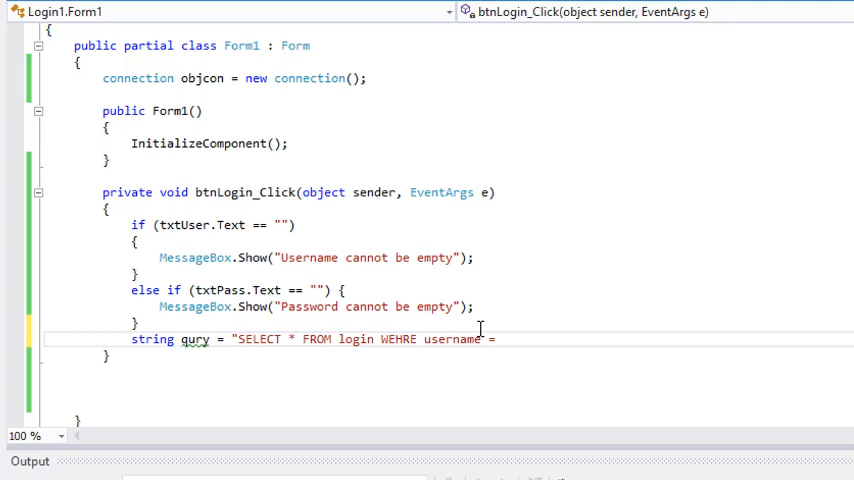 Login1.Form1 btnLogin_Click(object sender, EventArgs e)
{
public partial class Form1 : Form
{
connection objcon = new connection();
public Form1()
{
InitializeComponent();
}
private void btnLogin_Click(object sender, EventArgs e)
{
if (txtUser.Text == "")
{
MessageBox.Show("Username cannot be empty");
}
else if (txtPass.Text == "") {
MessageBox.Show("Password cannot be empty");
}
string qury = "SELECT * FROM login WEHRE username =
}
}
100 %
Output